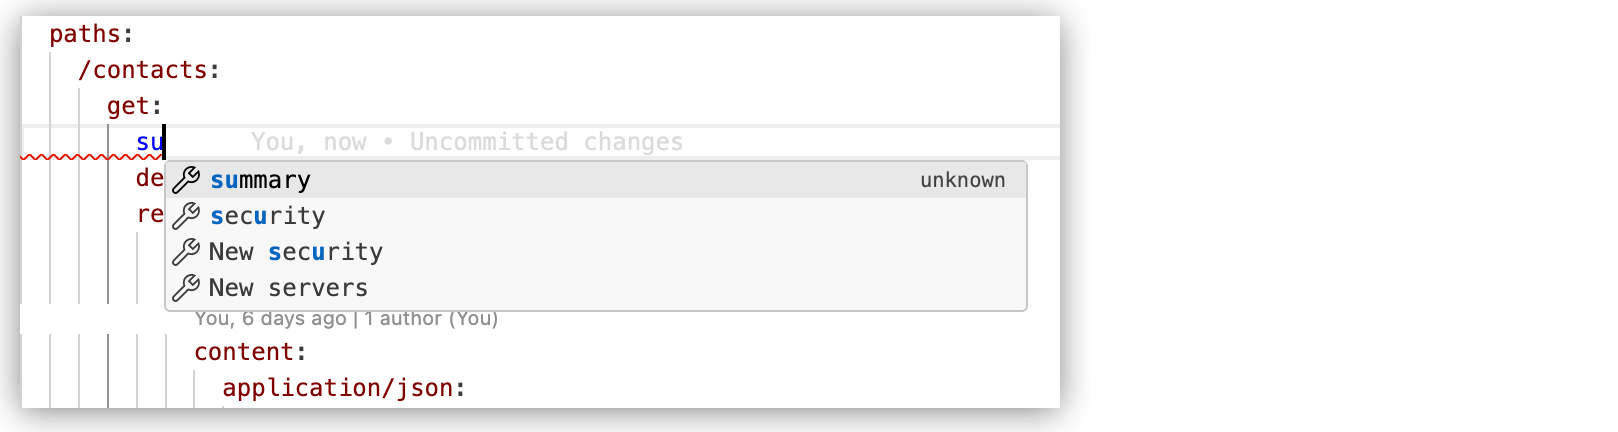 paths:
/contacts:
get:
su You, now • Uncommitted changes
de
summary unknown
re
security
New security
New servers
You, 6 days ago | 1 author (You)
content:
application/json: